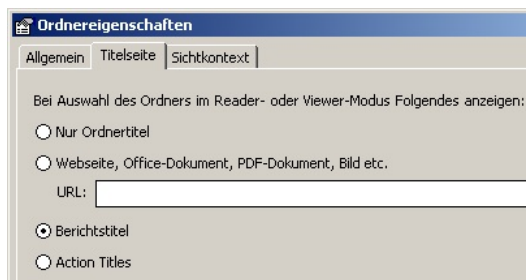 Ordnereigenschaften
Allgemein Titelseite Sichtkontext
Bei Auswahl des Ordners im Reader- oder Viewer-Modus Folgendes anzeigen:
Nur Ordnertitel
Webseite, Office-Dokument, PDF-Dokument, Bild etc.
URL:
Berichtstitel
Action Titles